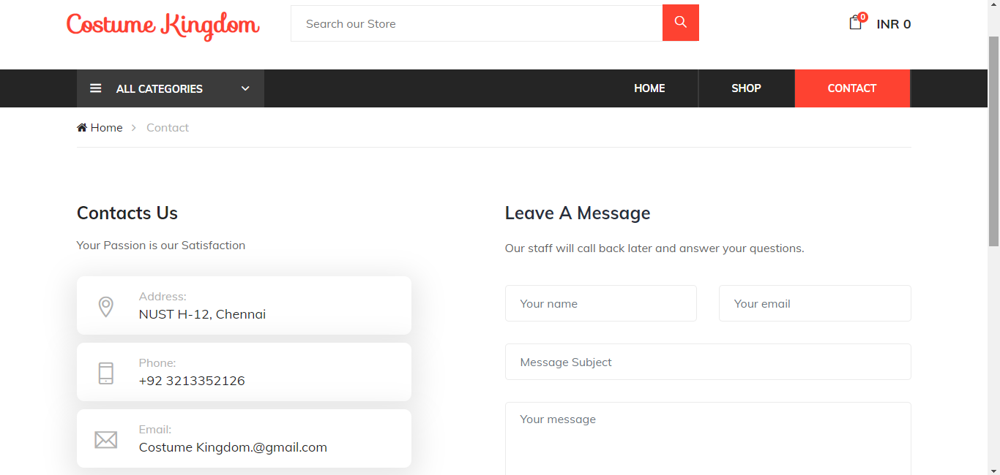 Costume Kingdom
Search our Store
0
INR 0
ALL CATEGORIES
HOME
SHOP
CONTACT
Home
Contact
Contacts Us
Your Passion is our Satisfaction
Address:
NUST H-12, Chennai
Phone:
+92 3213352126
Email:
Costume Kingdom.@gmail.com
Leave A Message
Our staff will call back later and answer your questions.
Your name
Your email
Message Subject
Your message